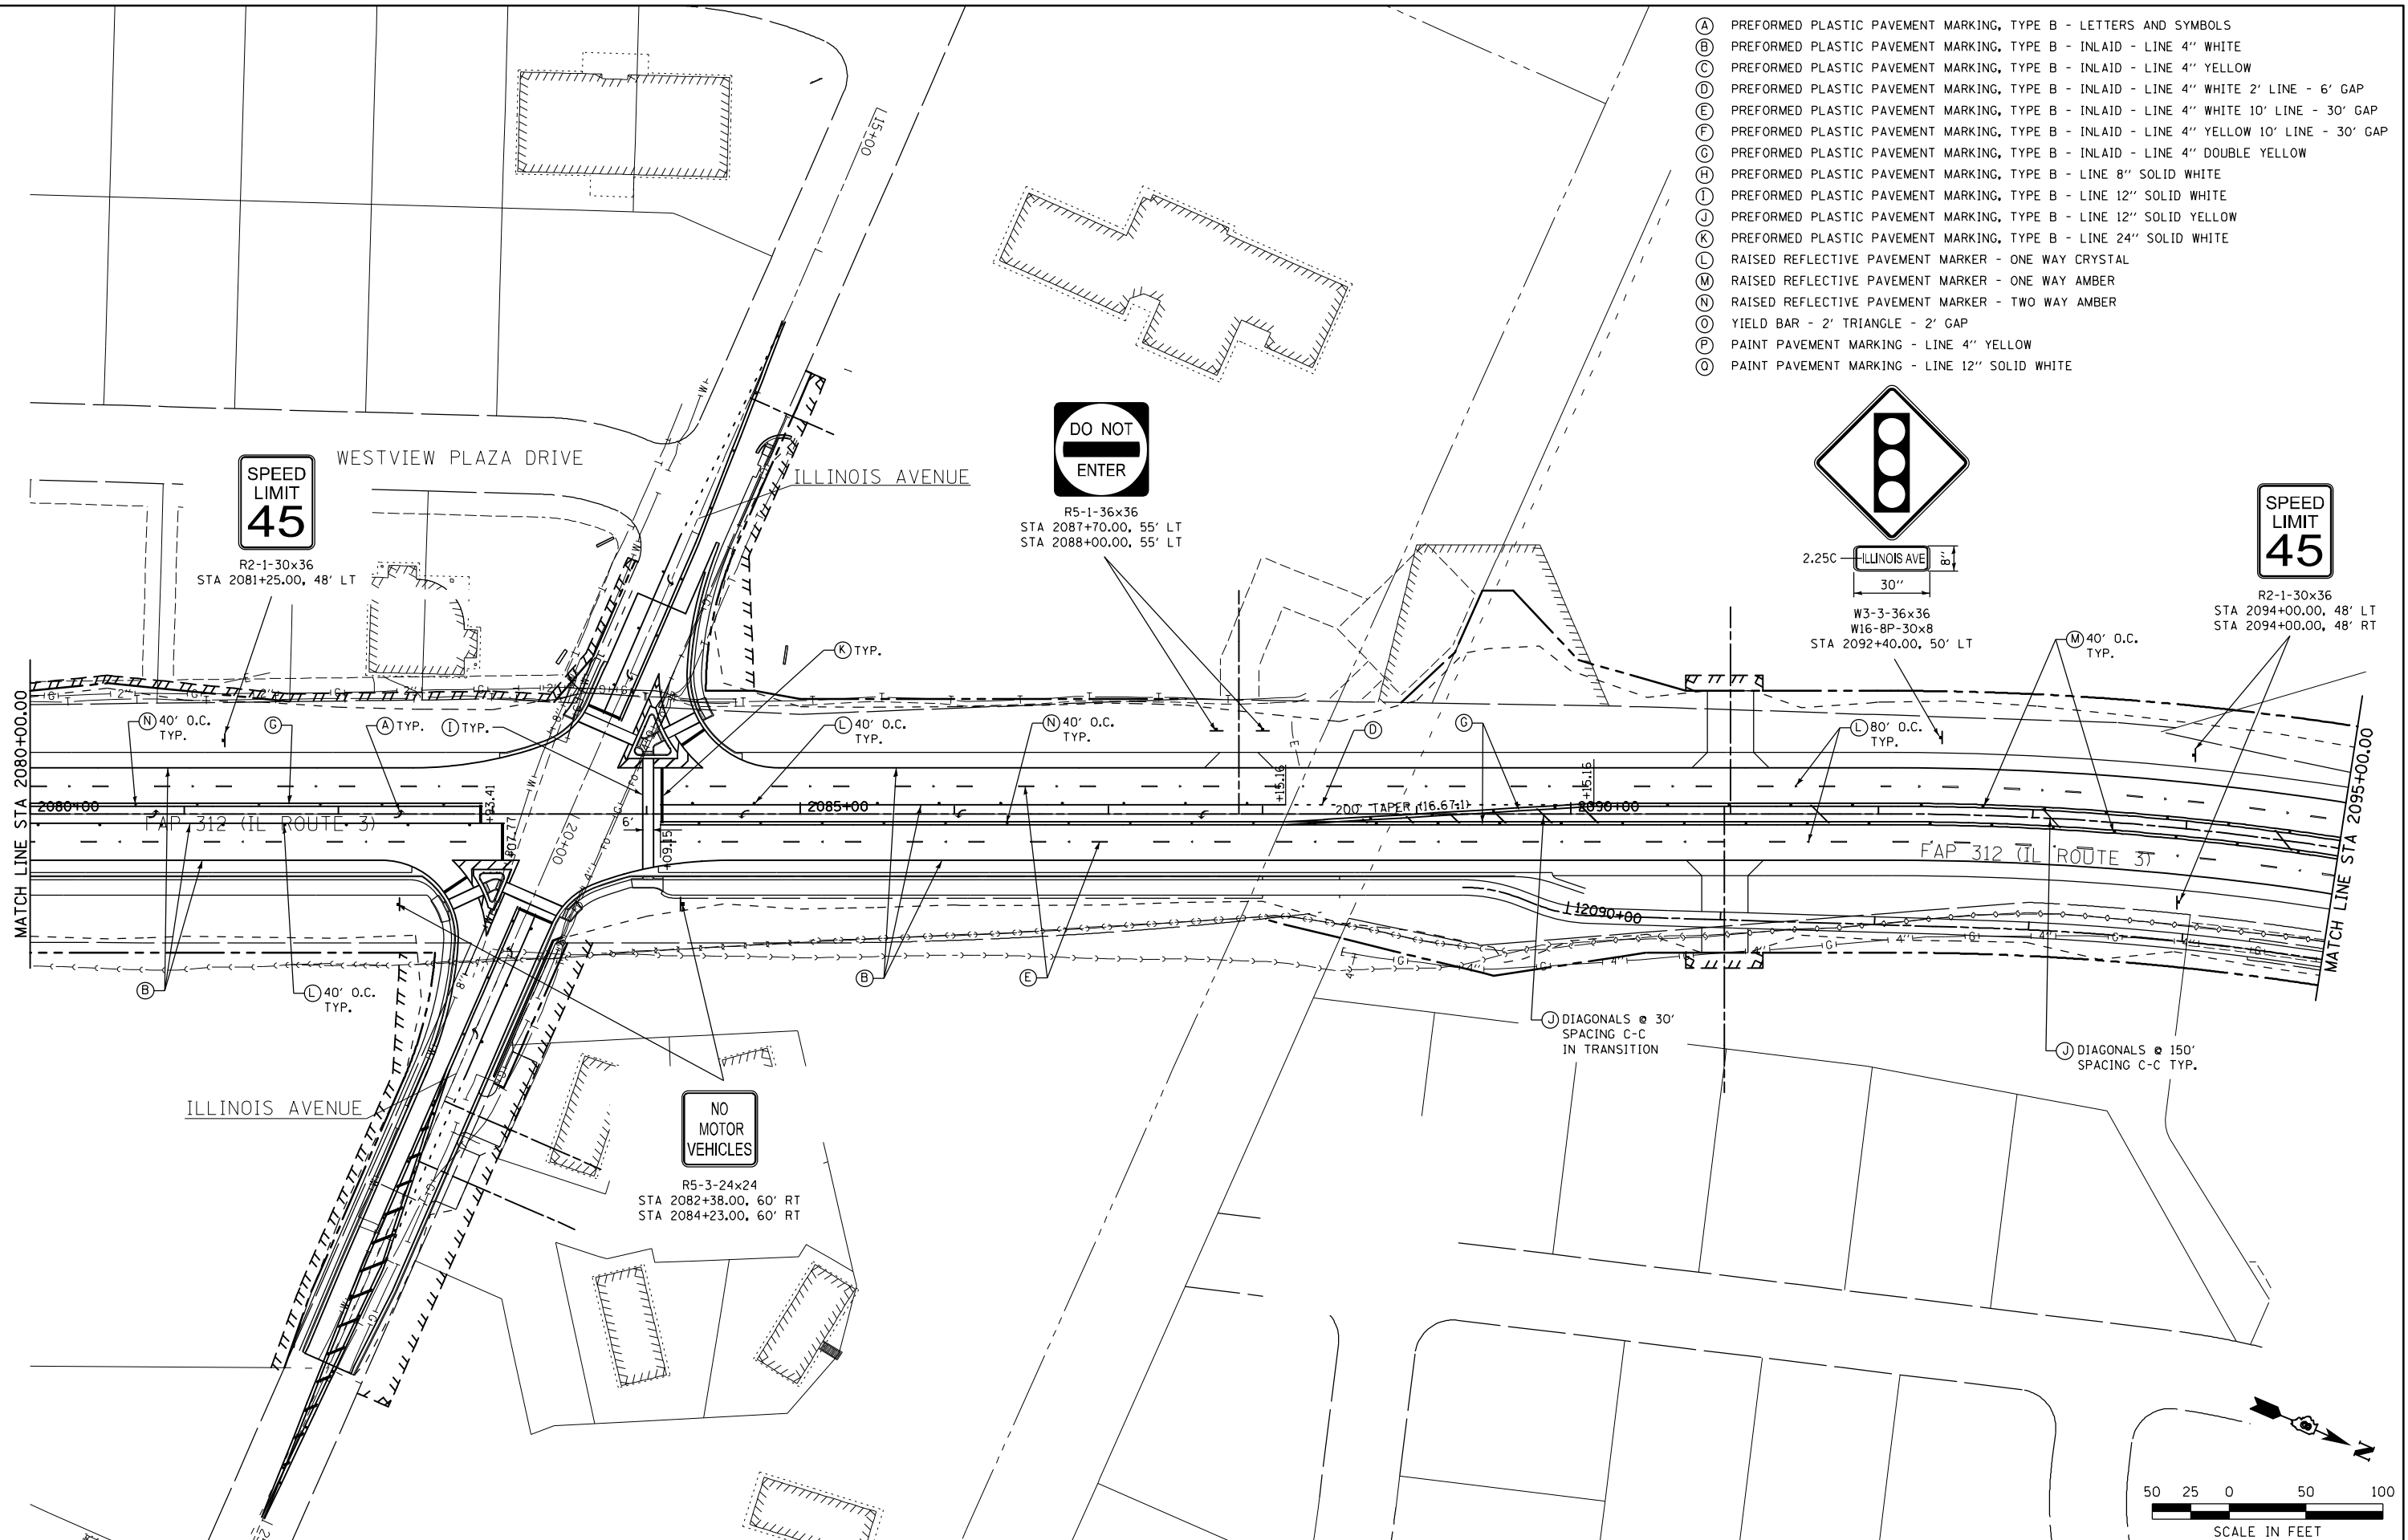 Ⓐ PREFORMED PLASTIC PAVEMENT MARKING, TYPE B - LETTERS AND SYMBOLS
Ⓑ PREFORMED PLASTIC PAVEMENT MARKING, TYPE B - INLAID - LINE 4'' WHITE
Ⓒ PREFORMED PLASTIC PAVEMENT MARKING, TYPE B - INLAID - LINE 4'' YELLOW
Ⓓ PREFORMED PLASTIC PAVEMENT MARKING, TYPE B - INLAID - LINE 4'' WHITE 2' LINE - 6' GAP
Ⓔ PREFORMED PLASTIC PAVEMENT MARKING, TYPE B - INLAID - LINE 4'' WHITE 10' LINE - 30' GAP
Ⓕ PREFORMED PLASTIC PAVEMENT MARKING, TYPE B - INLAID - LINE 4'' YELLOW 10' LINE - 30' GAP
Ⓖ PREFORMED PLASTIC PAVEMENT MARKING, TYPE B - INLAID - LINE 4'' DOUBLE YELLOW
Ⓗ PREFORMED PLASTIC PAVEMENT MARKING, TYPE B - LINE 8'' SOLID WHITE
Ⓘ PREFORMED PLASTIC PAVEMENT MARKING, TYPE B - LINE 12'' SOLID WHITE
Ⓙ PREFORMED PLASTIC PAVEMENT MARKING, TYPE B - LINE 12'' SOLID YELLOW
Ⓚ PREFORMED PLASTIC PAVEMENT MARKING, TYPE B - LINE 24'' SOLID WHITE
Ⓛ RAISED REFLECTIVE PAVEMENT MARKER - ONE WAY CRYSTAL
Ⓜ RAISED REFLECTIVE PAVEMENT MARKER - ONE WAY AMBER
Ⓝ RAISED REFLECTIVE PAVEMENT MARKER - TWO WAY AMBER
Ⓞ YIELD BAR - 2' TRIANGLE - 2' GAP
Ⓟ PAINT PAVEMENT MARKING - LINE 4'' YELLOW
Ⓠ PAINT PAVEMENT MARKING - LINE 12'' SOLID WHITE
15+00
WESTVIEW PLAZA DRIVE
SPEED
LIMIT
45
R2-1-30x36
STA 2081+25.00, 48' LT
ILLINOIS AVENUE
DO NOT
ENTER
R5-1-36x36
STA 2087+70.00, 55' LT
STA 2088+00.00, 55' LT
2.25C
ILLINOIS AVE
8''
30''
W3-3-36x36
W16-8P-30x8
STA 2092+40.00, 50' LT
SPEED
LIMIT
45
R2-1-30x36
STA 2094+00.00, 48' LT
STA 2094+00.00, 48' RT
Ⓜ 40' O.C.
TYP.
Ⓚ TYP.
Ⓝ 40' O.C.
TYP.
Ⓖ
Ⓐ TYP.
Ⓘ TYP.
Ⓛ 40' O.C.
TYP.
Ⓝ 40' O.C.
TYP.
Ⓓ
Ⓖ
Ⓛ 80' O.C.
TYP.
MATCH LINE STA 2080+00.00
2080+00
FAP 312 (IL ROUTE 3)
+93.41
+07.77
20+00
6'
+09.15
2085+00
+15.16
200' TAPER (16.67:1)
+15.16
2090+00
FAP 312 (IL ROUTE 3)
MATCH LINE STA 2095+00.00
12090+00
Ⓑ
Ⓛ 40' O.C.
TYP.
Ⓑ
Ⓔ
Ⓙ DIAGONALS @ 30'
SPACING C-C
IN TRANSITION
Ⓙ DIAGONALS @ 150'
SPACING C-C TYP.
ILLINOIS AVENUE
NO
MOTOR
VEHICLES
R5-3-24x24
STA 2082+38.00, 60' RT
STA 2084+23.00, 60' RT
N
50 25 0 50 100
SCALE IN FEET